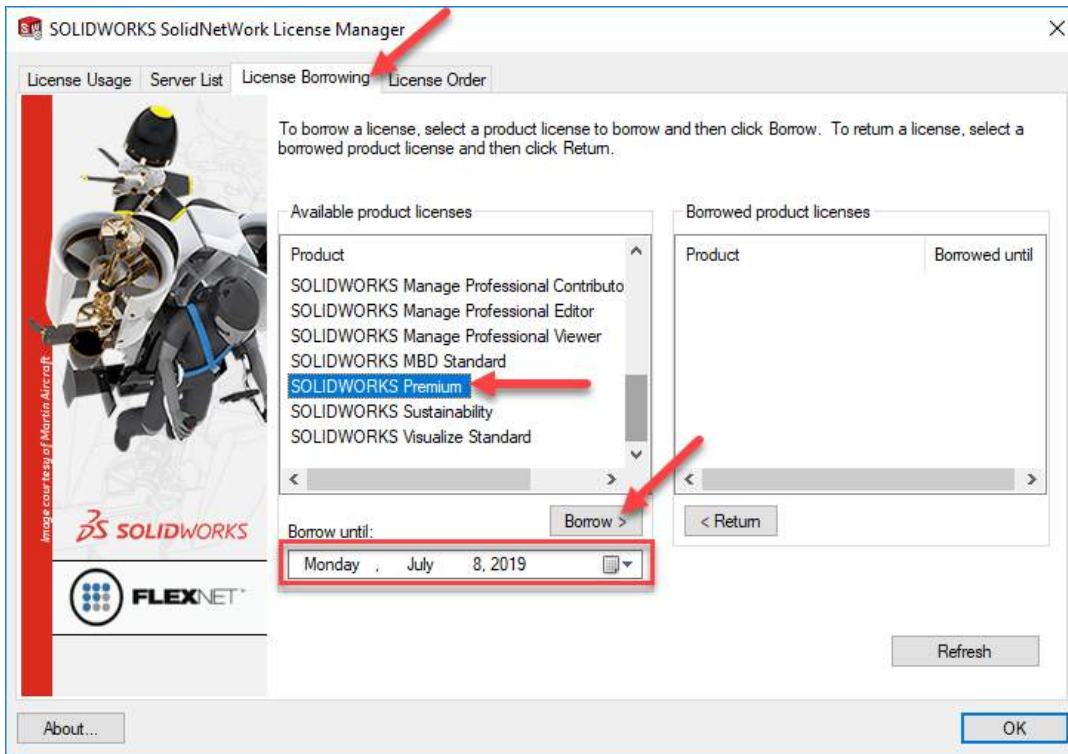 SOLIDWORKS SolidNetWork License Manager
License Usage
Server List
License Borrowing
License Order
To borrow a license, select a product license to borrow and then click Borrow. To return a license, select a
borrowed product license and then click Return.
Available product licenses
Product
SOLIDWORKS Manage Professional Contributo
SOLIDWORKS Manage Professional Editor
SOLIDWORKS Manage Professional Viewer
SOLIDWORKS MBD Standard
SOLIDWORKS Premium
SOLIDWORKS Sustainability
SOLIDWORKS Visualize Standard
Borrowed product licenses
Product
Borrowed until
Borrow until:
Borrow >
< Return
Monday , July 8, 2019
Image courtesy of Martin Aircraft
SOLIDWORKS
FLEXNET
Refresh
About...
OK